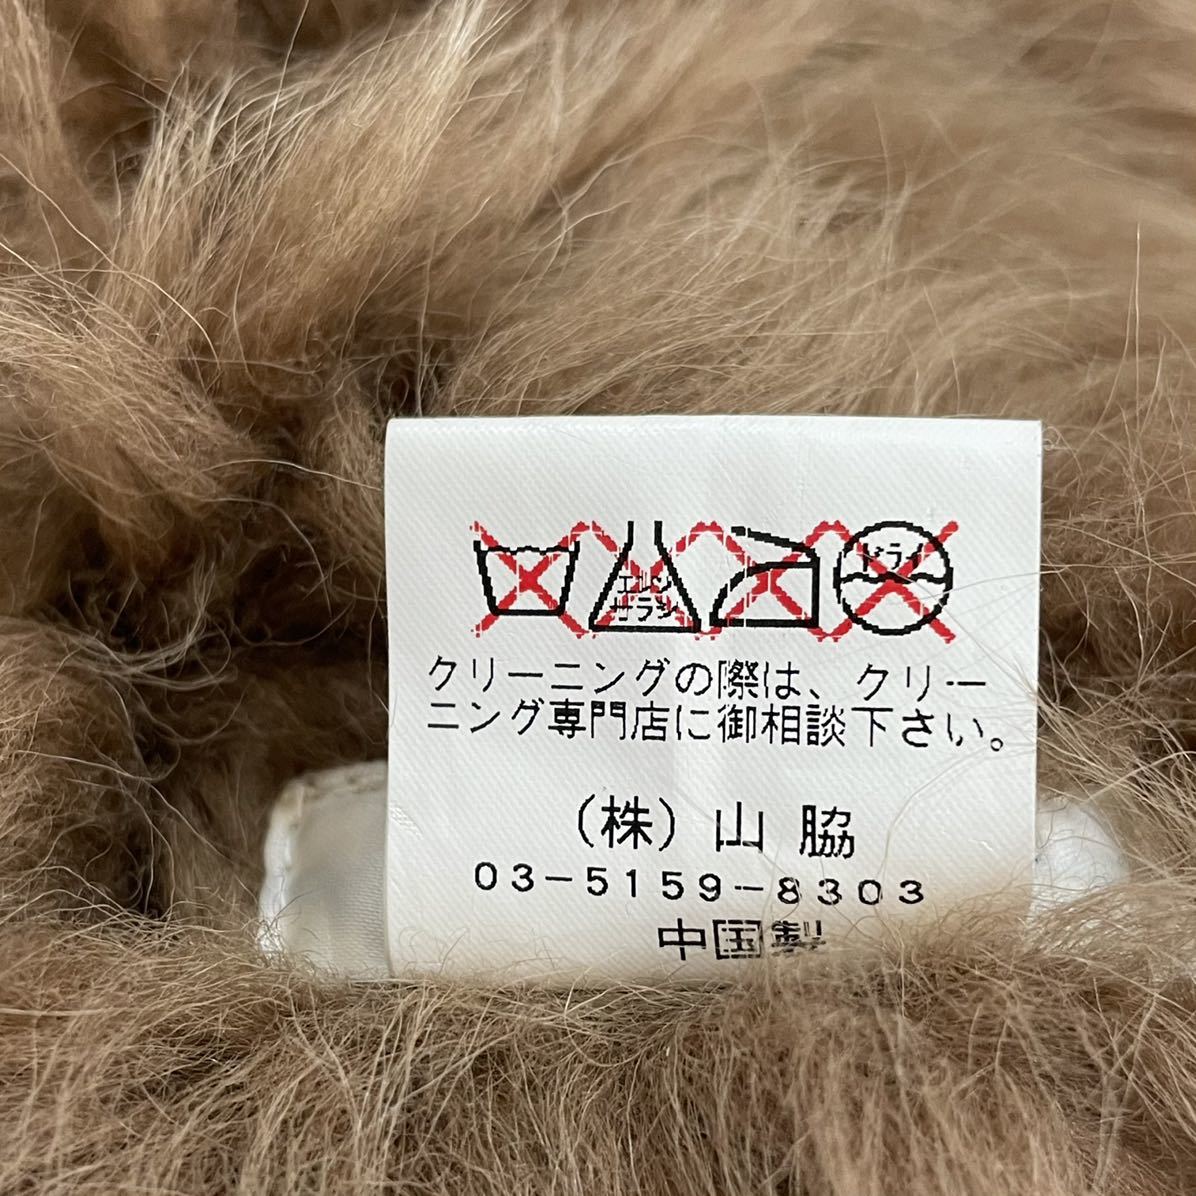 エンソ
サラシ
ドライ
クリーニングの際は、クリー
ニング専門店に御相談下さい。
(株) 山 脇
03-5159-8303
中国製